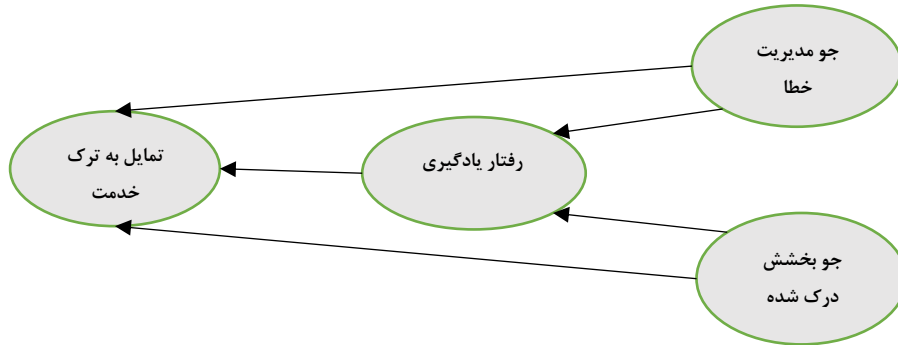 جو مدیریت
خطا
رفتار یادگیری
تمایل به ترک
خدمت
جو بخشش
درک شده